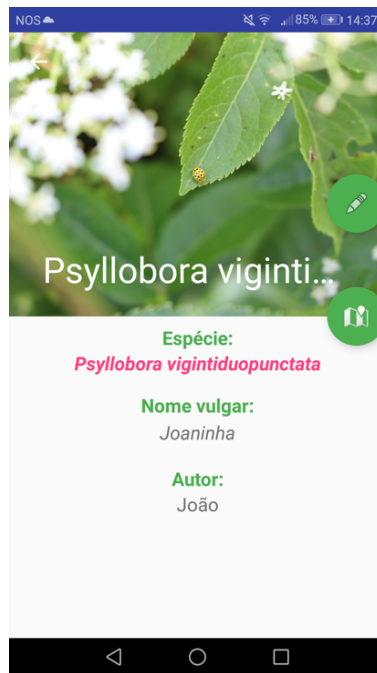 NOS 85% 14:37
Psyllobora viginti...
Espécie:
Psyllobora vigintiduopunctata
Nome vulgar:
Joaninha
Autor:
João